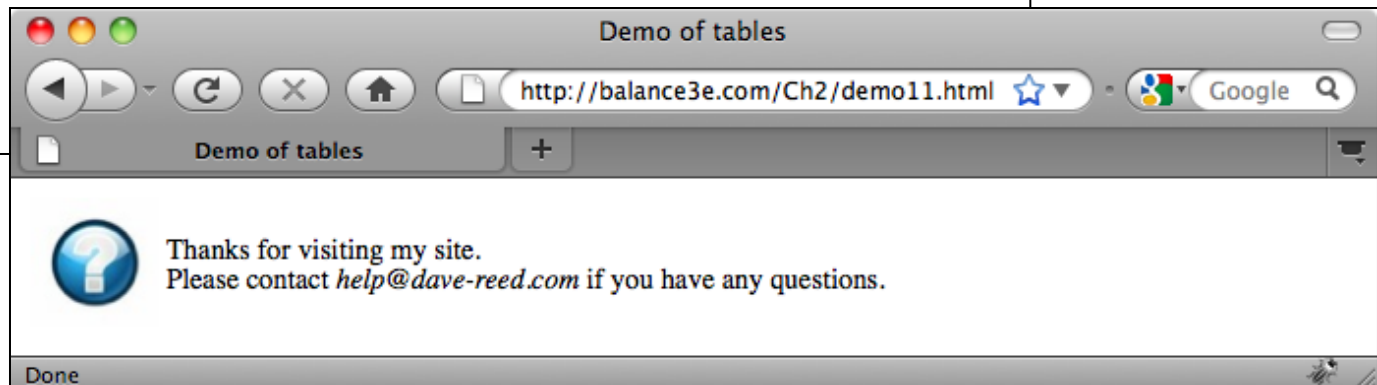 Demo of tables
http://balance3e.com/Ch2/demo11.html Google
Demo of tables
Thanks for visiting my site.
Please contact help@dave-reed.com if you have any questions.
Done